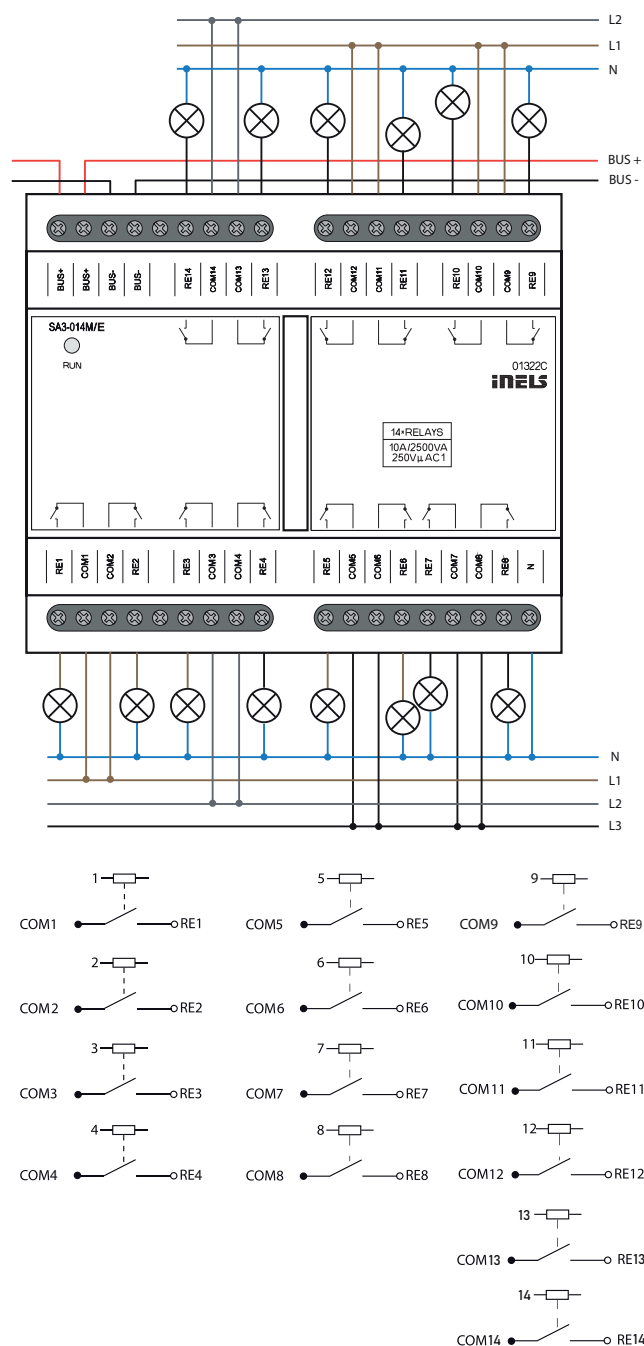 L2
L1
N
BUS +
BUS -
BUS+ BUS+ BUS- BUS- RE14 COM14 COM13 RE13 RE12 COM12 COM11 RE11 RE10 COM10 COM9 RE9
SA3-014M/E
RUN
01322C
iNELS
14×RELAYS
10A/2500VA
250VµAC1
RE1 COM1 COM2 RE2 RE3 COM3 COM4 RE4 RE5 COM5 COM6 RE6 RE7 COM7 COM8 RE8 N
N
L1
L2
L3
1 5 9
COM1 RE1 COM5 RE5 COM9 RE9
2 6 10
COM2 RE2 COM6 RE6 COM10 RE10
3 7 11
COM3 RE3 COM7 RE7 COM11 RE11
4 8 12
COM4 RE4 COM8 RE8 COM12 RE12
13
COM13 RE13
14
COM14 RE14